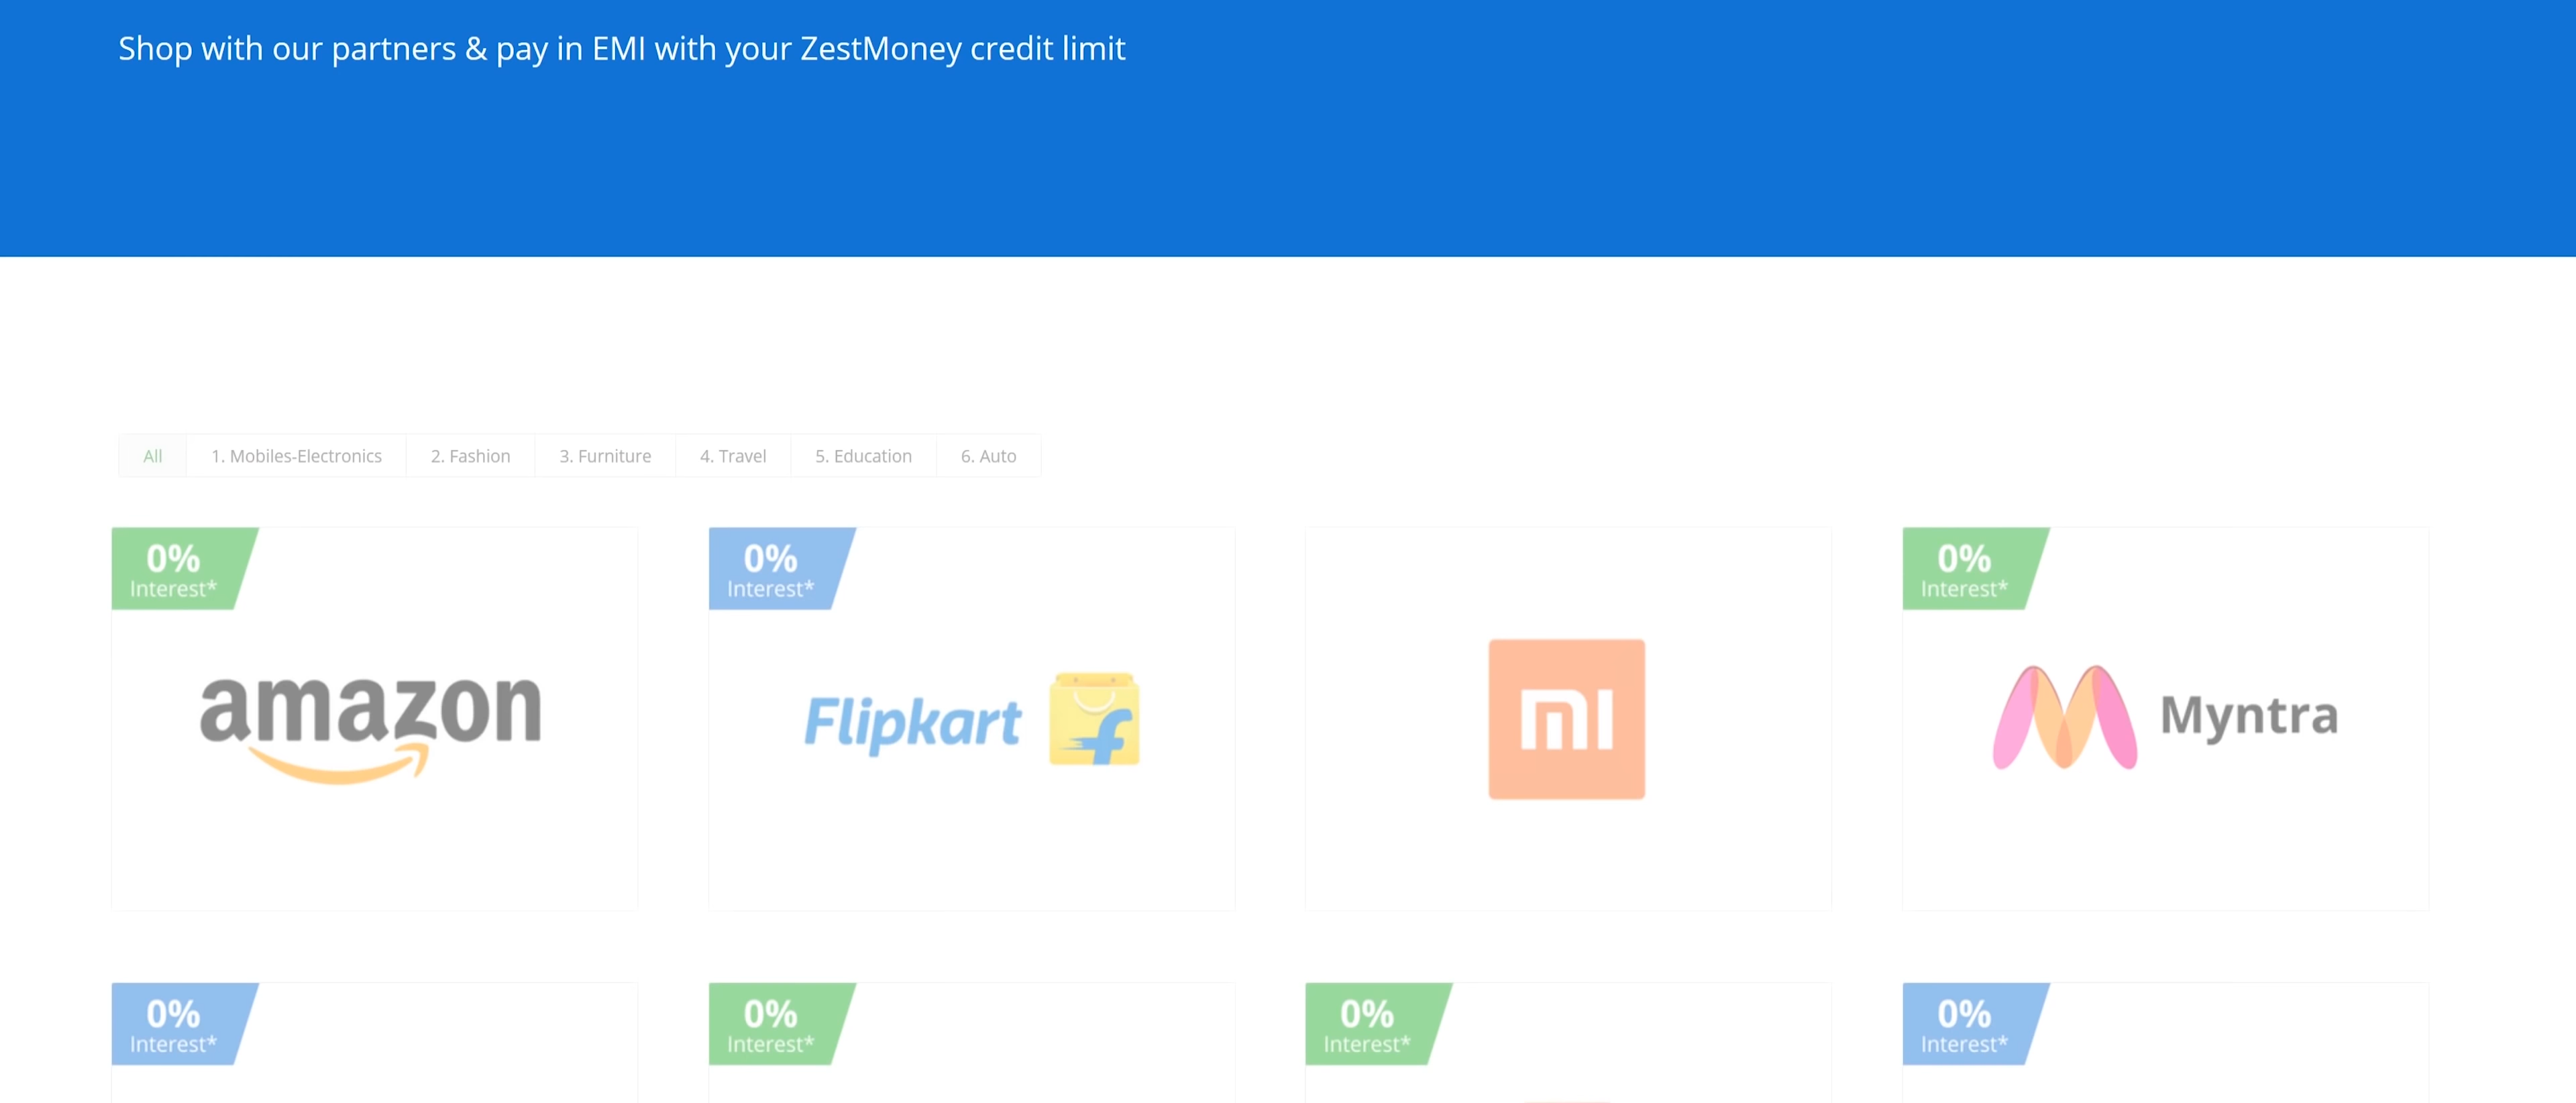 Shop with our partners & pay in EMI with your ZestMoney credit limit
All 1. Mobiles-Electronics 2. Fashion 3. Furniture 4. Travel 5. Education 6. Auto
0%
Interest*
amazon
0%
Interest*
Flipkart
f
mi
0%
Interest*
Myntra
0%
Interest*
0%
Interest*
0%
Interest*
0%
Interest*